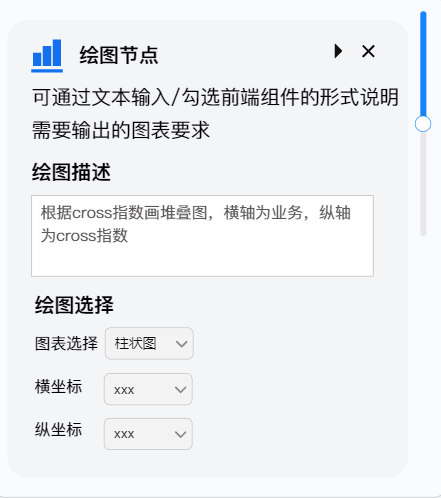 绘图节点
可通过文本输入/勾选前端组件的形式说明
需要输出的图表要求
绘图描述
根据cross指数画堆叠图，横轴为业务，纵轴
为cross指数
绘图选择
图表选择 柱状图
横坐标 xxx
纵坐标 xxx